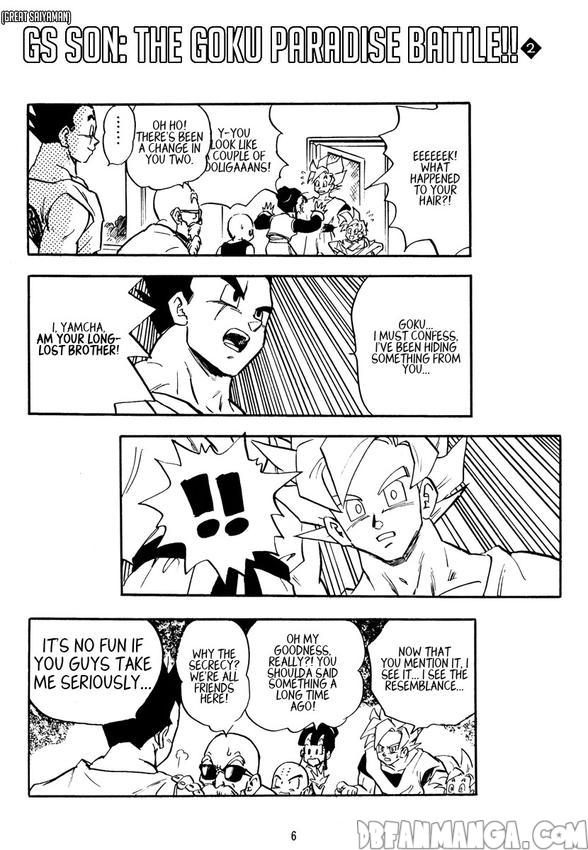 (GREAT SAIYAMAN)
GS SON: THE GOKU PARADISE BATTLE!! 2
EEEEEEK!
WHAT
HAPPENED
TO YOUR
HAIR?!
Y-YOU
LOOK LIKE
A COUPLE OF
OOLIGAAANS!
OH HO!
THERE'S BEEN
A CHANGE IN
YOU TWO.
.....
GOKU...
I MUST CONFESS,
I'VE BEEN HIDING
SOMETHING FROM
YOU...
I, YAMCHA,
AM YOUR LONG-
LOST BROTHER!
!!
NOW THAT
YOU MENTION IT, I
SEE IT... I SEE THE
RESEMBLANCE...
OH MY
GOODNESS,
REALLY?! YOU
SHOULDA SAID
SOMETHING A
LONG TIME
AGO!
WHY THE
SECRECY?
WE'RE ALL
FRIENDS
HERE!
IT'S NO FUN IF
YOU GUYS TAKE
ME SERIOUSLY...
6
DBFANMANGA.COM